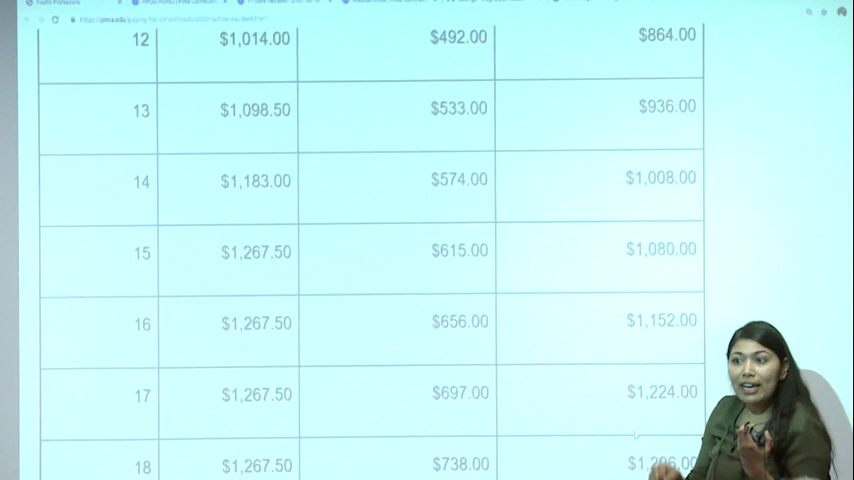 12 $1,014.00 $492.00 $864.00
13 $1,098.50 $533.00 $936.00
14 $1,183.00 $574.00 $1,008.00
15 $1,267.50 $615.00 $1,080.00
16 $1,267.50 $656.00 $1,152.00
17 $1,267.50 $697.00 $1,224.00
18 $1,267.50 $738.00